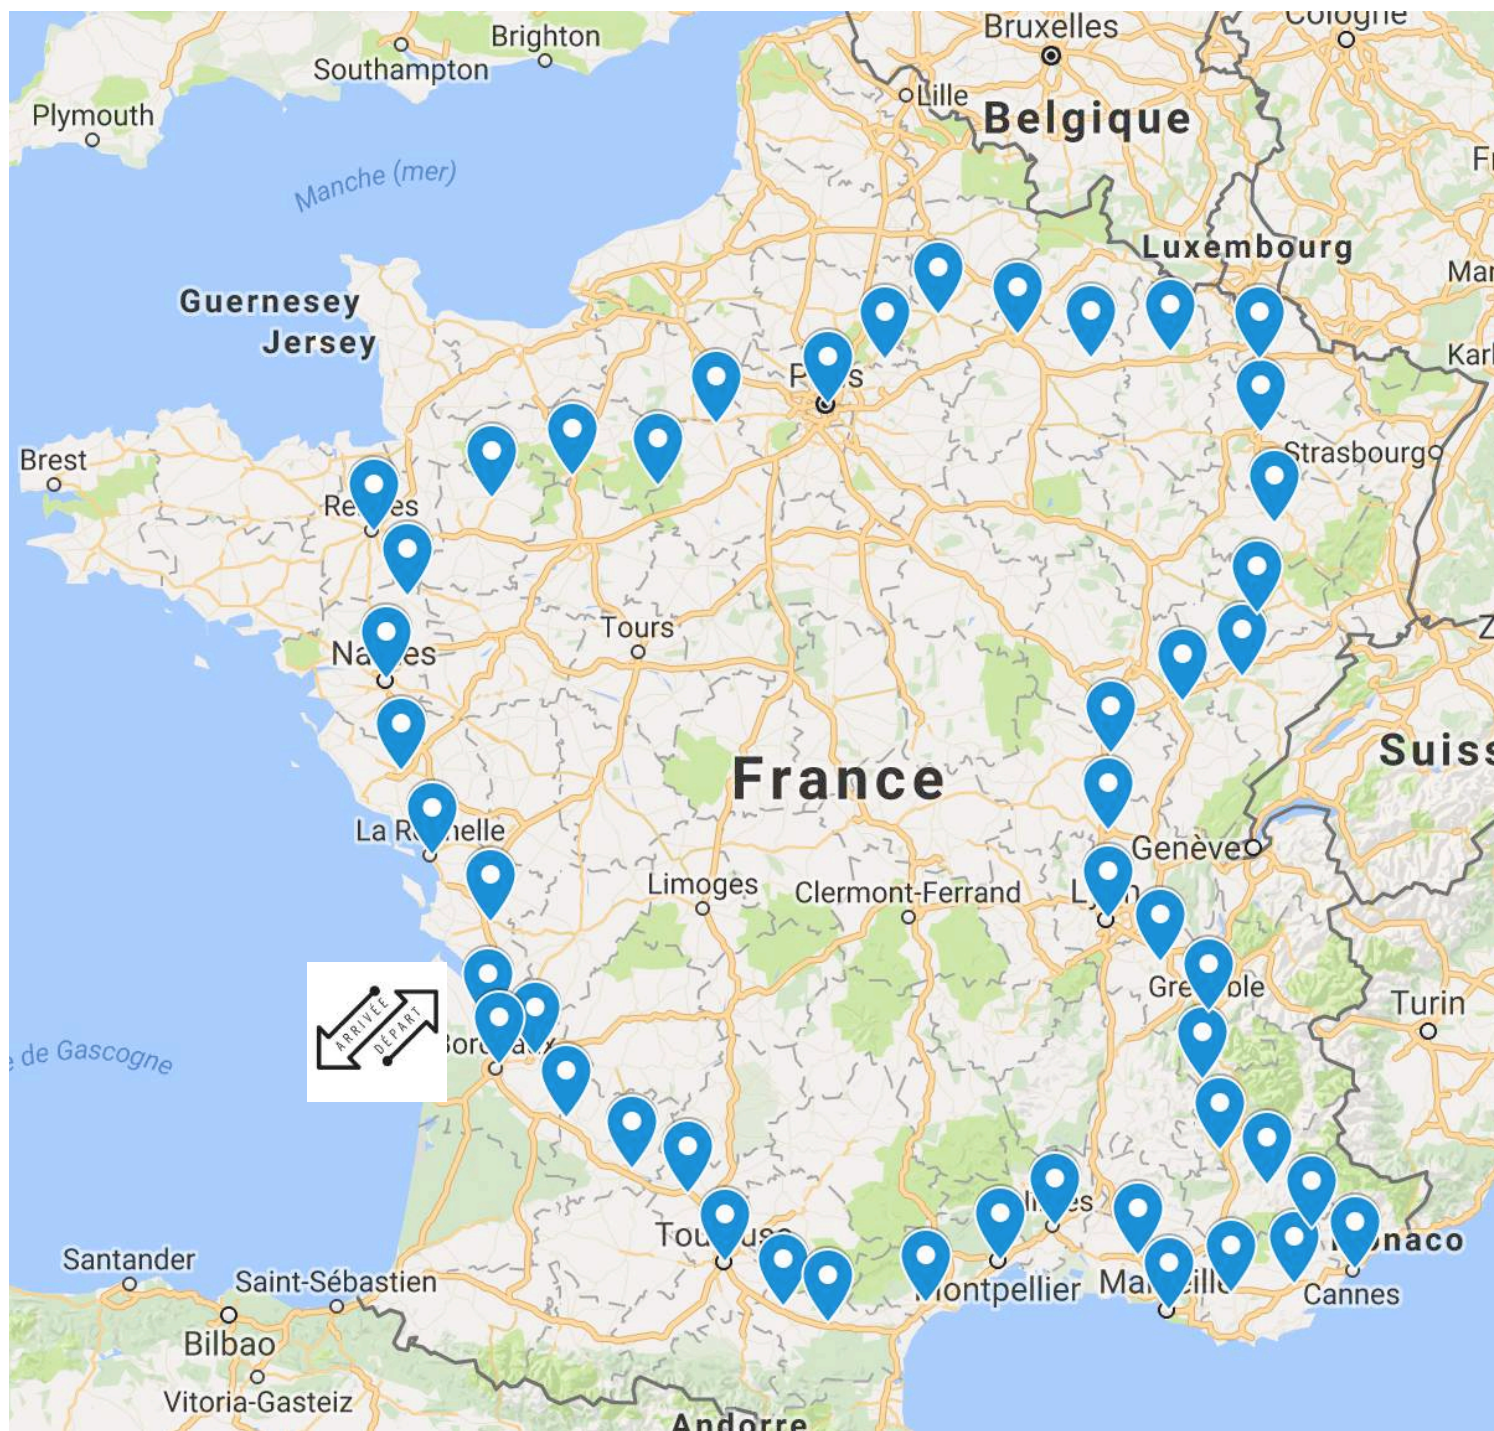 Cologne
Bruxelles
Brighton
Southampton
Lille
Plymouth
Belgique
Manche (mer)
Luxembourg
Guernesey
Jersey
Strasbourg
Brest
Tours
Suiss
France
Genève
Limoges
Clermont-Ferrand
Turin
ARRIVÉE
DÉPART
e de Gascogne
Santander
Saint-Sébastien
Montpellier
Cannes
Bilbao
Vitoria-Gasteiz
Andorre